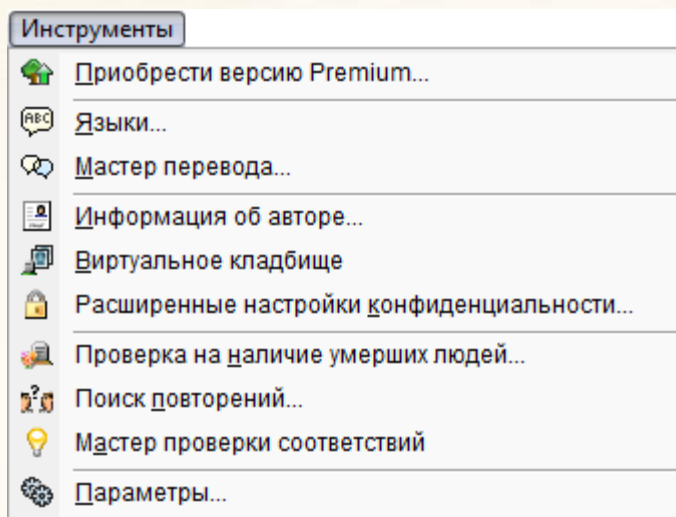 Инструменты
Приобрести версию Premium...
ABC
Языки...
Мастер перевода...
Информация об авторе...
Виртуальное кладбище
Расширенные настройки конфиденциальности...
Проверка на наличие умерших людей...
Поиск повторений...
Мастер проверки соответствий
Параметры...